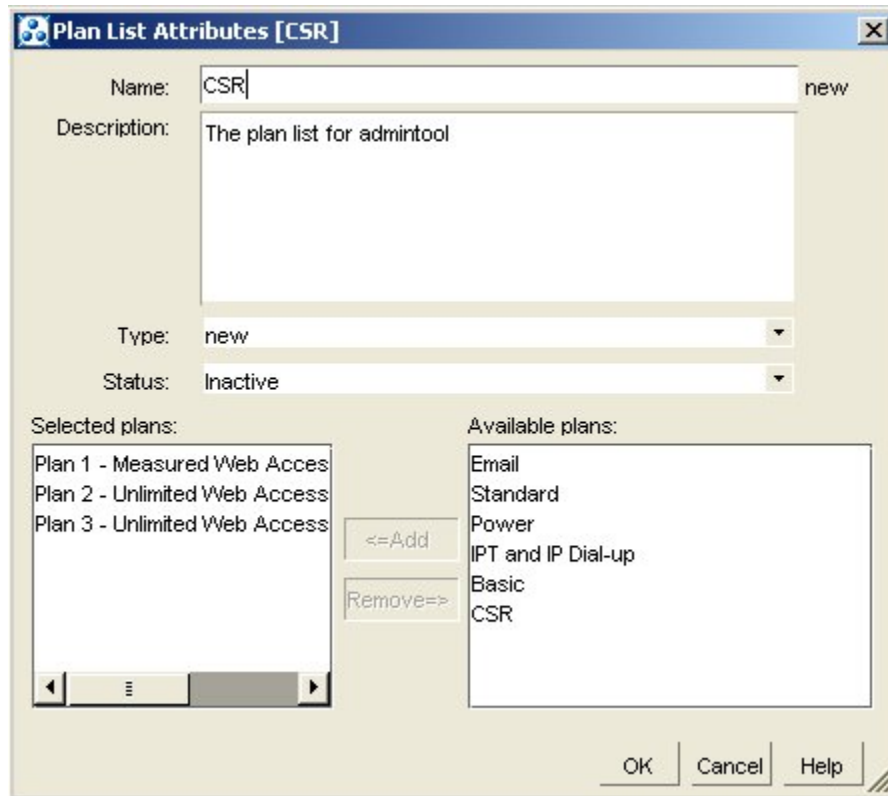 Plan List Attributes [CSR]
Name: CSR new
Description: The plan list for admintool
Type: new
Status: Inactive
Selected plans:
Plan 1 - Measured Web Acces
Plan 2 - Unlimited Web Access
Plan 3 - Unlimited Web Access
<=Add
Remove=>
Available plans:
Email
Standard
Power
IPT and IP Dial-up
Basic
CSR
OK Cancel Help